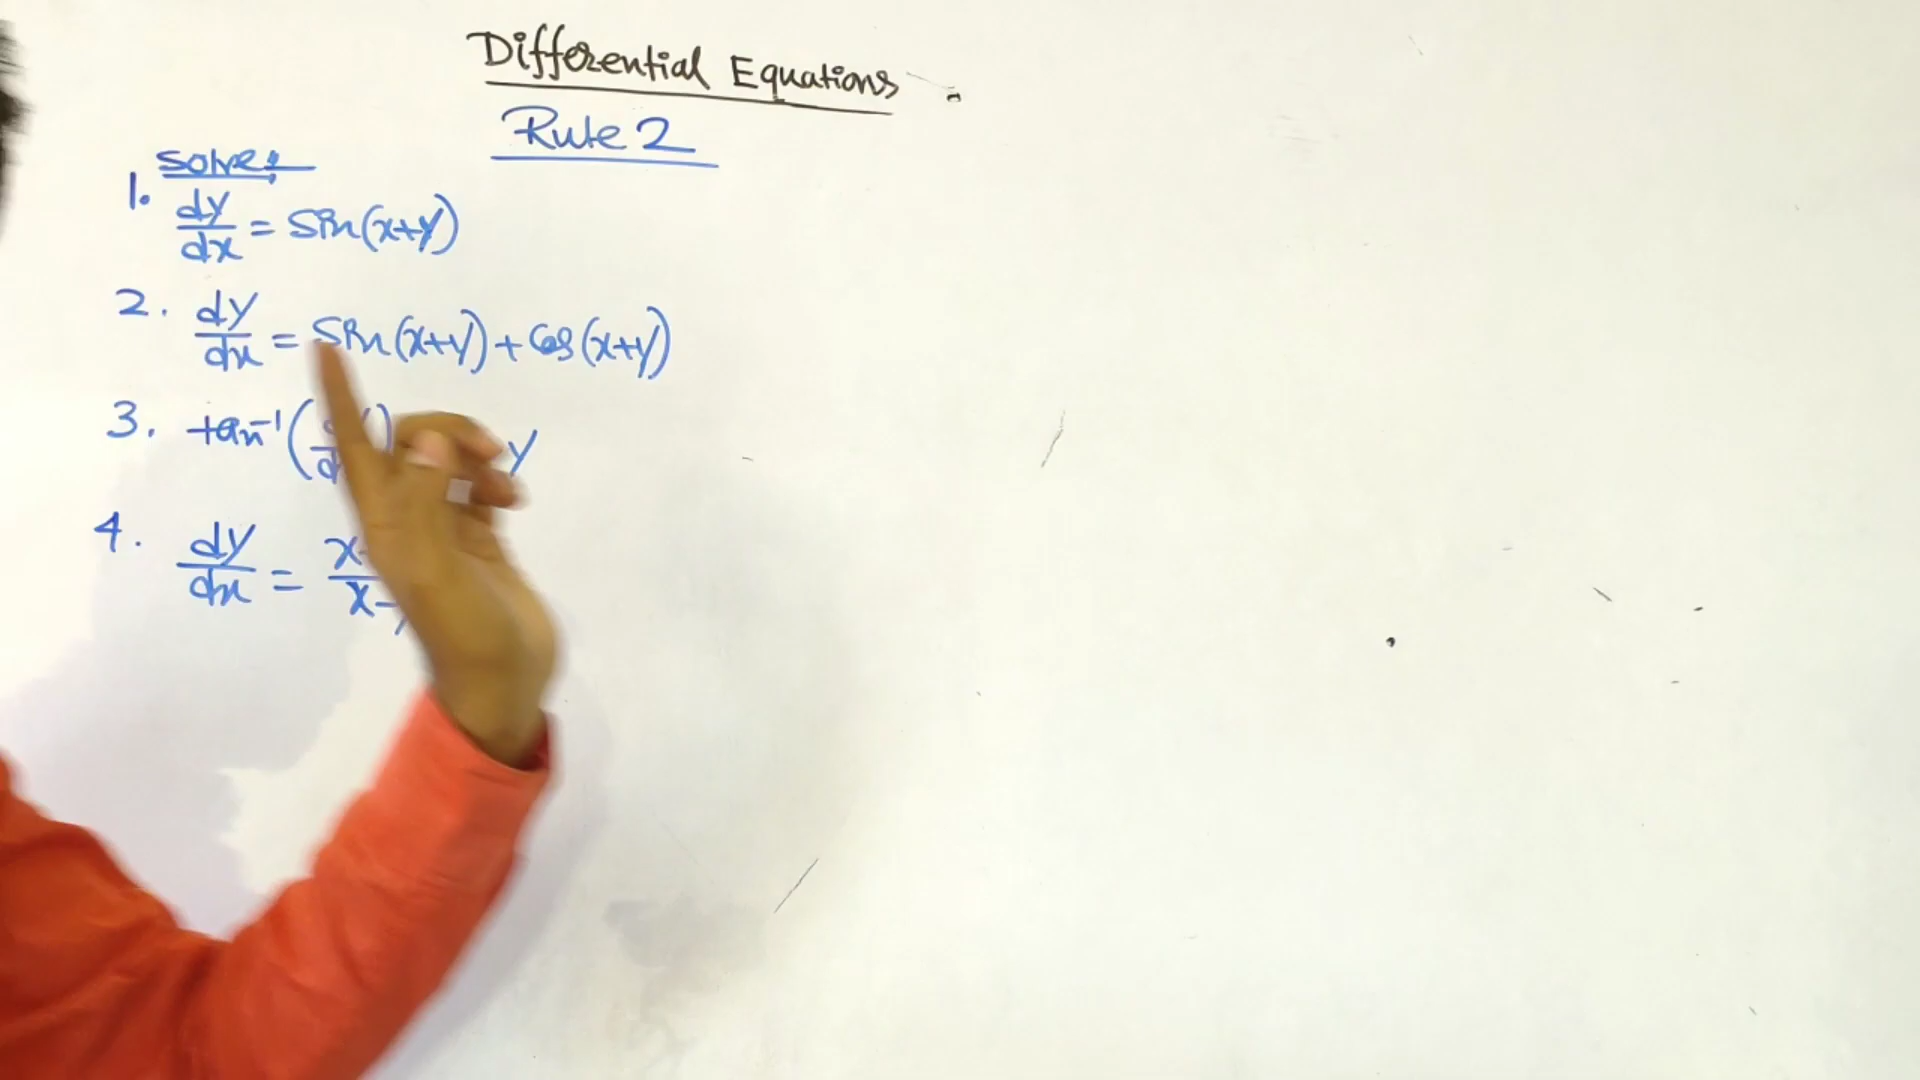 Differential Equations
Rule 2
Solve:
1. dy/dx = Sin(x+y)
2. dy/dx = Sin(x+y) + Cos(x+y)
3. tan⁻¹( y
4. dy/dx = x
x-